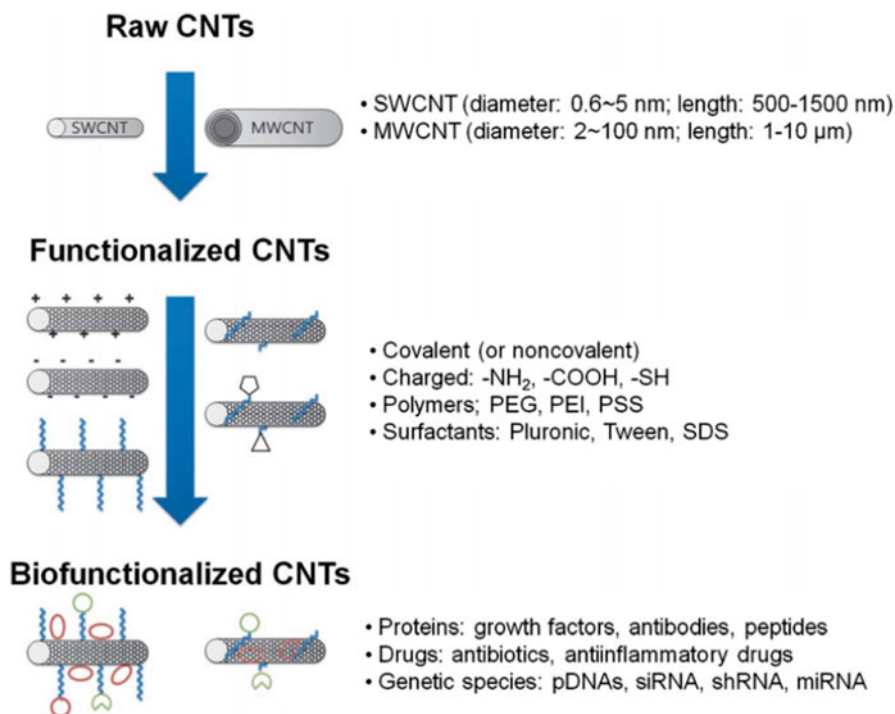 Raw CNTs
SWCNT
MWCNT
• SWCNT (diameter: 0.6~5 nm; length: 500-1500 nm)
• MWCNT (diameter: 2~100 nm; length: 1-10 µm)
Functionalized CNTs
+ + + +
+ + +
- - - -
- - -
• Covalent (or noncovalent)
• Charged: -NH₂, -COOH, -SH
• Polymers; PEG, PEI, PSS
• Surfactants: Pluronic, Tween, SDS
Biofunctionalized CNTs
• Proteins: growth factors, antibodies, peptides
• Drugs: antibiotics, antiinflammatory drugs
• Genetic species: pDNAs, siRNA, shRNA, miRNA